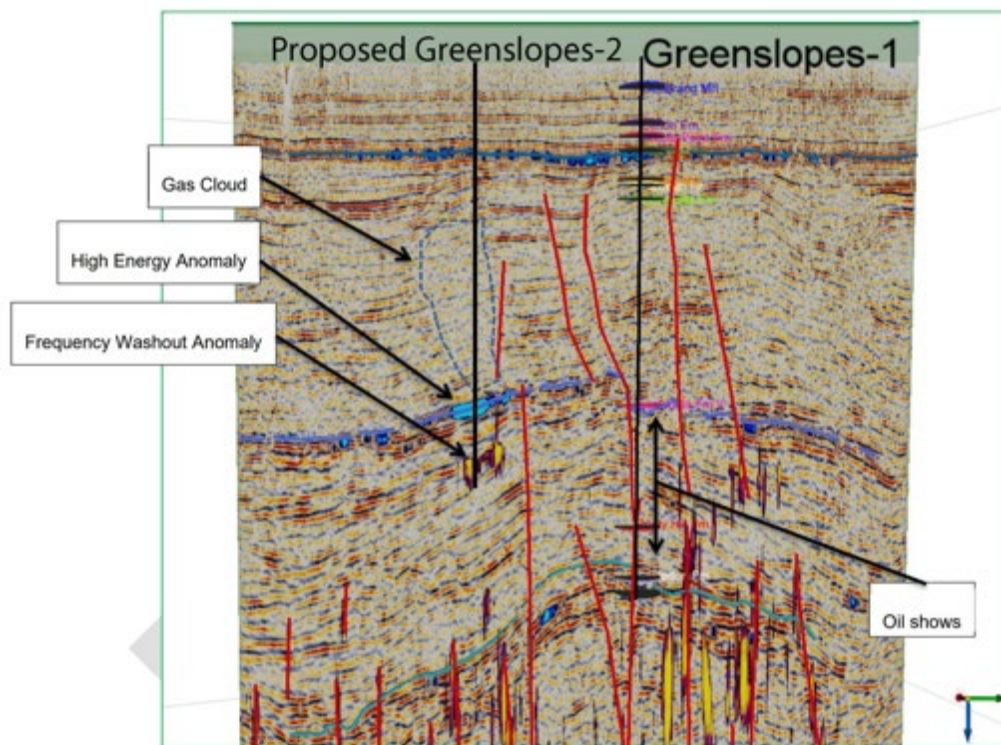 Proposed Greenslopes-2
Greenslopes-1
Gas Cloud
High Energy Anomaly
Frequency Washout Anomaly
Oil shows